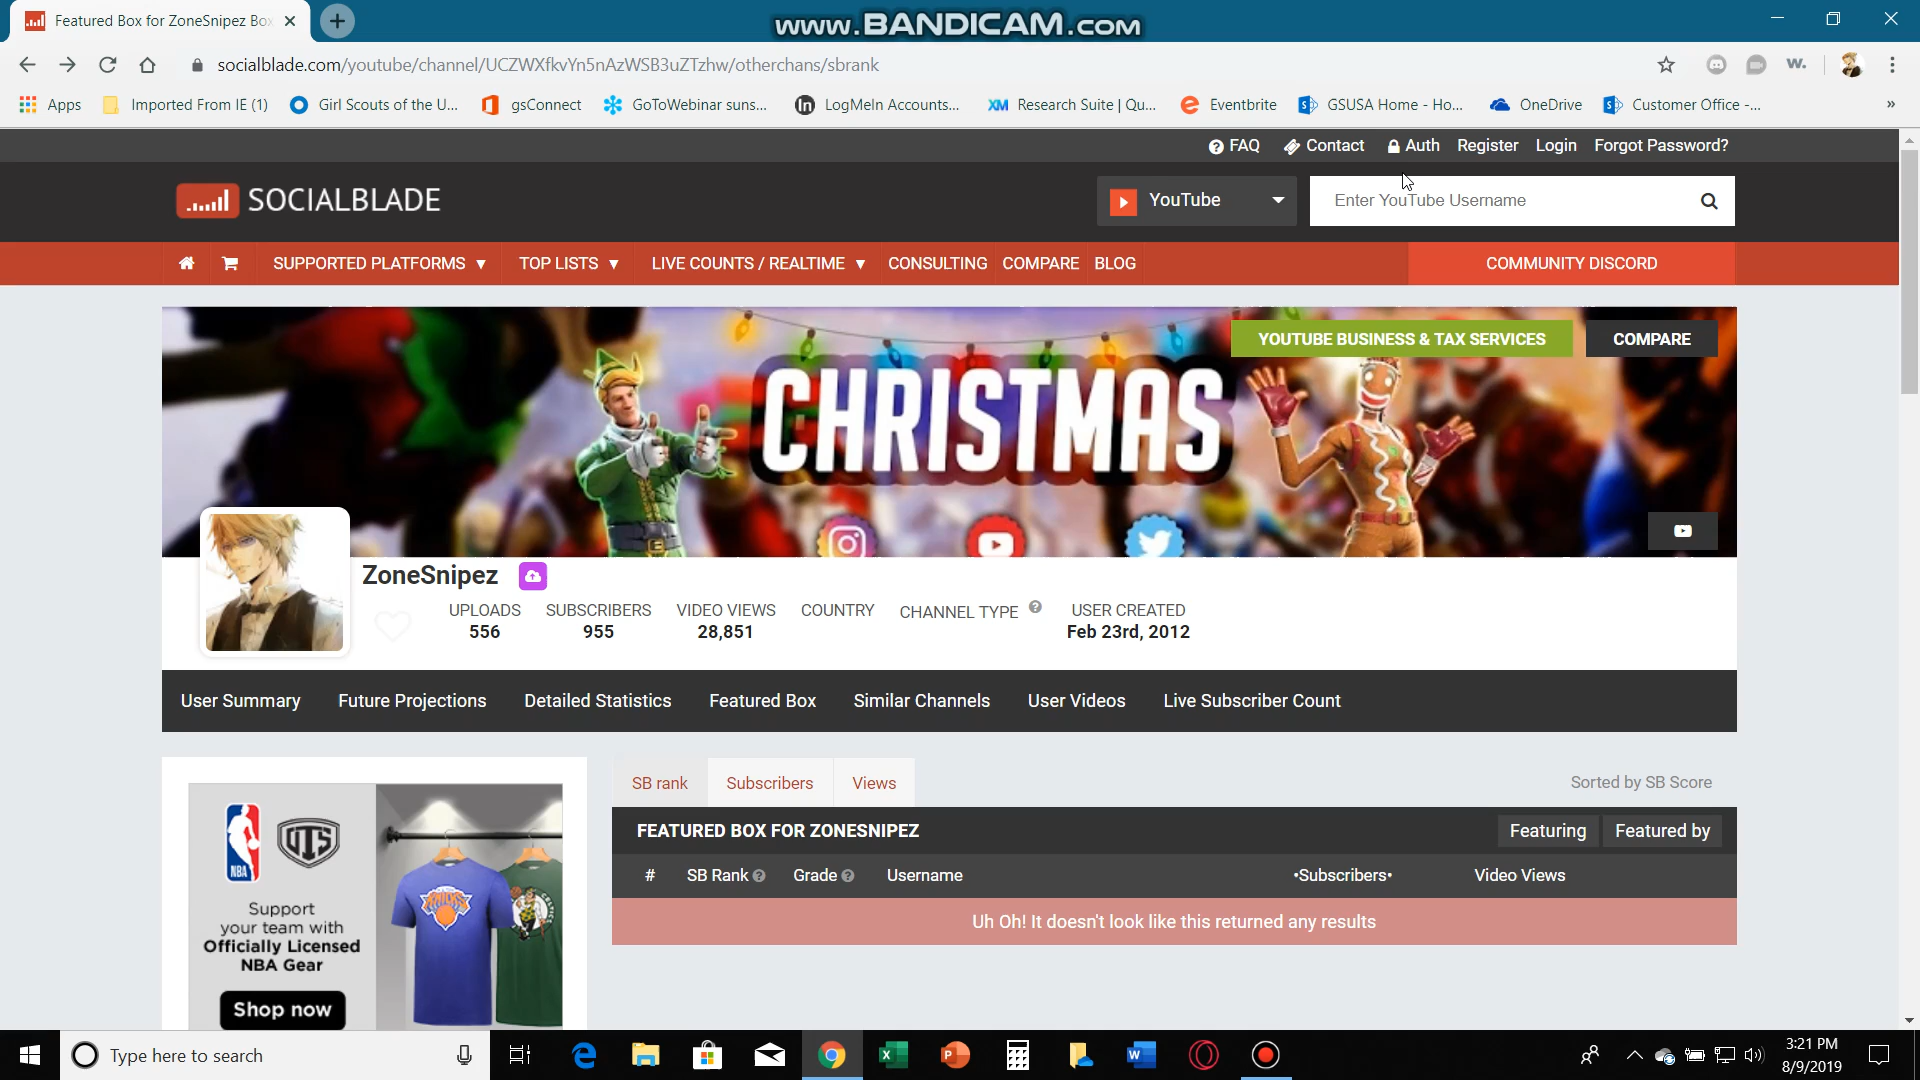 Featured Box for ZoneSnipez Box
www.BANDICAM.com
socialblade.com/youtube/channel/UCZWXfkvYn5nAzWSB3uZTzhw/otherchans/sbrank
W.
Apps
Imported From IE (1)
Girl Scouts of the U...
gsConnect
GoToWebinar suns...
LogMeIn Accounts...
XM Research Suite | Qu...
Eventbrite
GSUSA Home - Ho...
OneDrive
Customer Office -...
»
FAQ Contact Auth Register Login Forgot Password?
SOCIALBLADE
YouTube
Enter YouTube Username
SUPPORTED PLATFORMS ▼ TOP LISTS ▼ LIVE COUNTS / REALTIME ▼ CONSULTING COMPARE BLOG
COMMUNITY DISCORD
YOUTUBE BUSINESS & TAX SERVICES
COMPARE
CHRISTMAS
ZoneSnipez
UPLOADS SUBSCRIBERS VIDEO VIEWS COUNTRY CHANNEL TYPE ? USER CREATED
556 955 28,851 Feb 23rd, 2012
User Summary Future Projections Detailed Statistics Featured Box Similar Channels User Videos Live Subscriber Count
SB rank Subscribers Views
Sorted by SB Score
FEATURED BOX FOR ZONESNIPEZ
Featuring Featured by
# SB Rank ? Grade ? Username •Subscribers• Video Views
Uh Oh! It doesn't look like this returned any results
NBA
UTS
Support
your team with
Officially Licensed
NBA Gear
Shop now
KNICKS
CELTICS
Type here to search
3:21 PM
8/9/2019